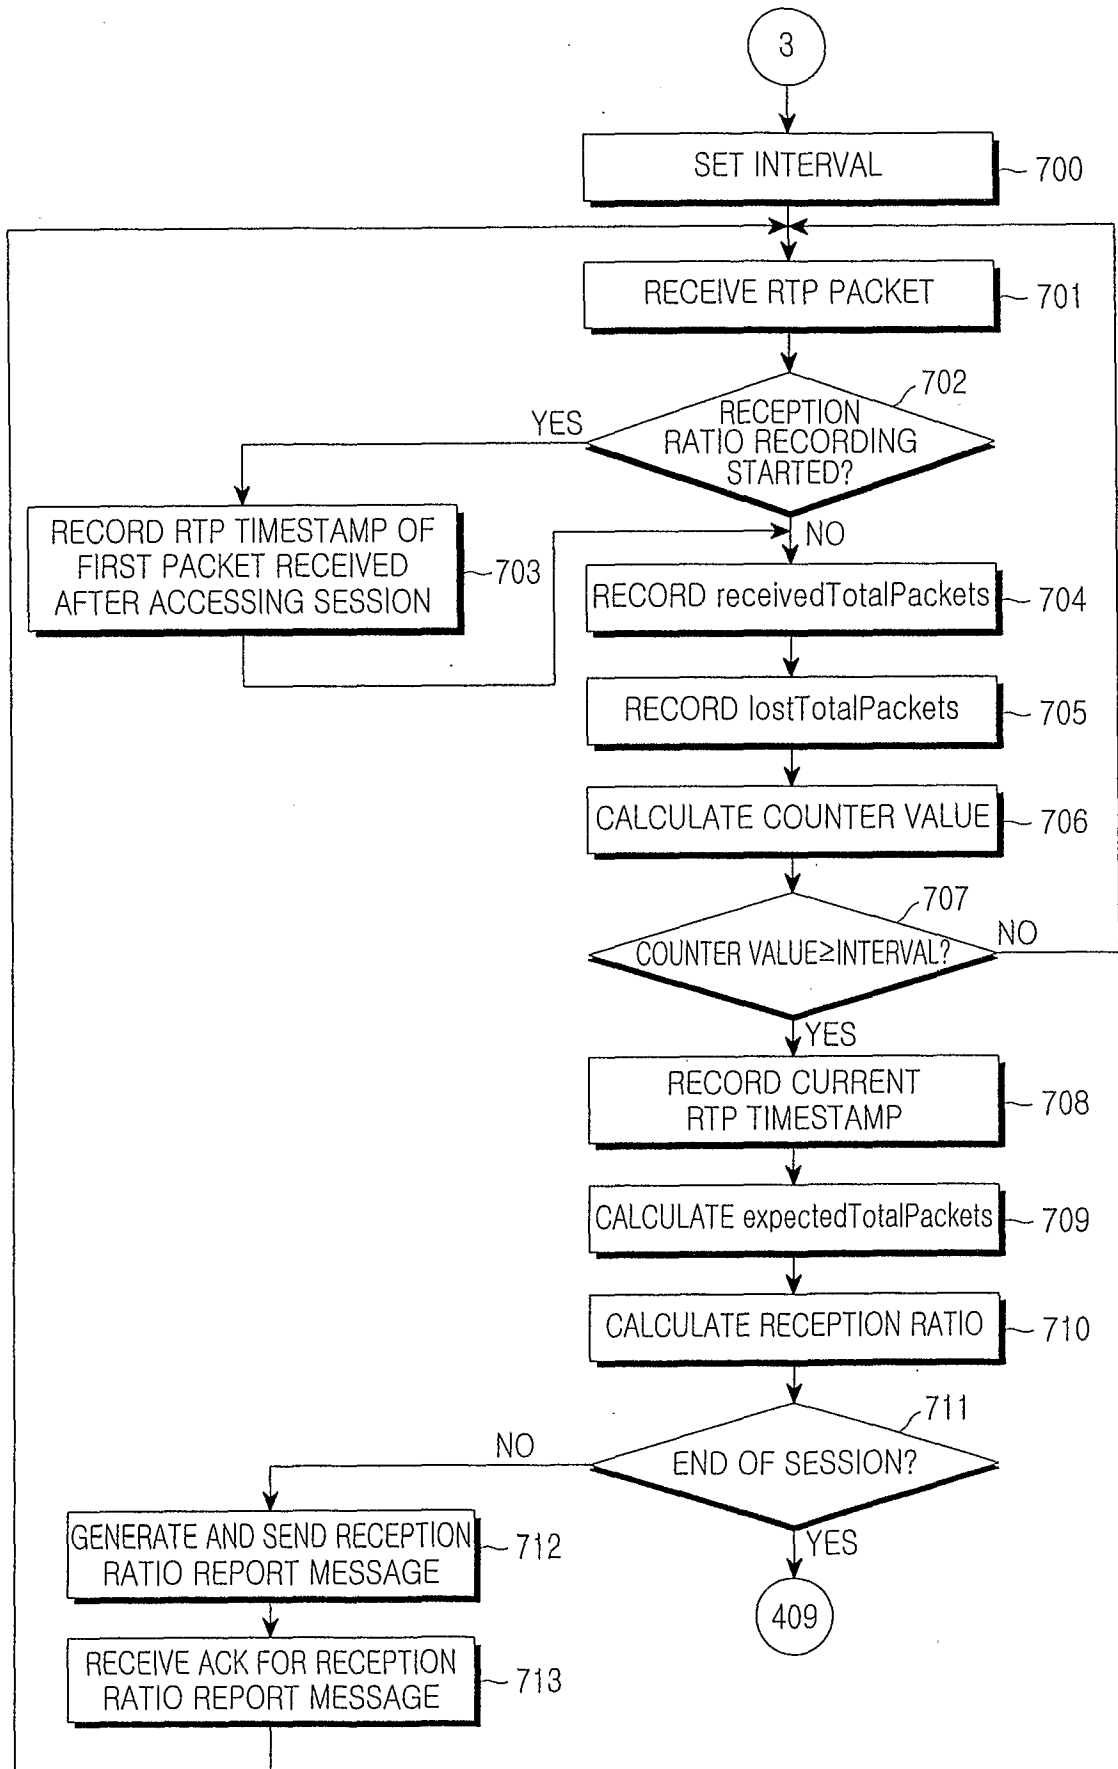 3
SET INTERVAL
700
RECEIVE RTP PACKET
701
702
RECEPTION
RATIO RECORDING
STARTED?
YES
NO
RECORD RTP TIMESTAMP OF
FIRST PACKET RECEIVED
AFTER ACCESSING SESSION
703
RECORD receivedTotalPackets
704
RECORD lostTotalPackets
705
CALCULATE COUNTER VALUE
706
707
COUNTER VALUE≥INTERVAL?
NO
YES
RECORD CURRENT
RTP TIMESTAMP
708
CALCULATE expectedTotalPackets
709
CALCULATE RECEPTION RATIO
710
711
END OF SESSION?
NO
YES
GENERATE AND SEND RECEPTION
RATIO REPORT MESSAGE
712
409
RECEIVE ACK FOR RECEPTION
RATIO REPORT MESSAGE
713